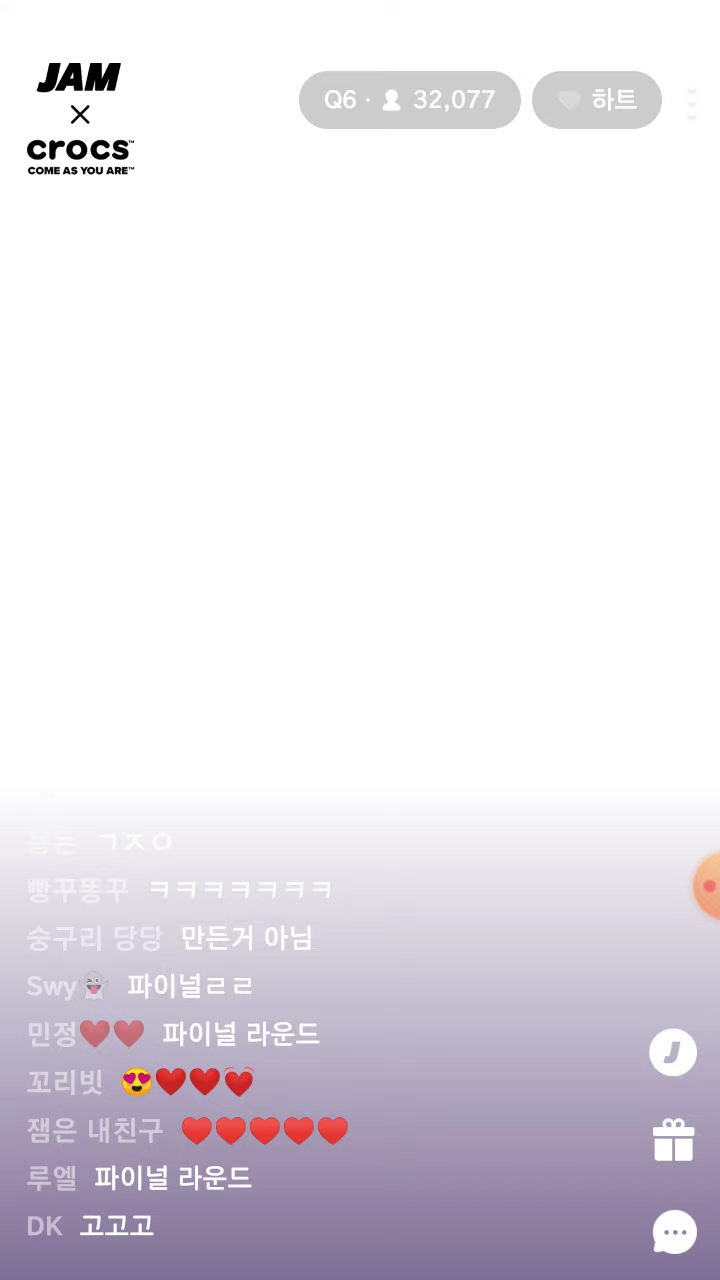 JAM
×
crocs™
COME AS YOU ARE™
Q6 · 32,077
하트
ㄱㅈㅇ
빵꾸똥꾸 ㅋㅋㅋㅋㅋㅋㅋ
숭구리 당당 만든거 아님
Swy👻 파이널ㄹㄹ
민정❤️❤️ 파이널 라운드
꼬리빗 😍❤️❤️💓
잼은 내친구 ♥️♥️♥️♥️♥️
루엘 파이널 라운드
DK 고고고
J